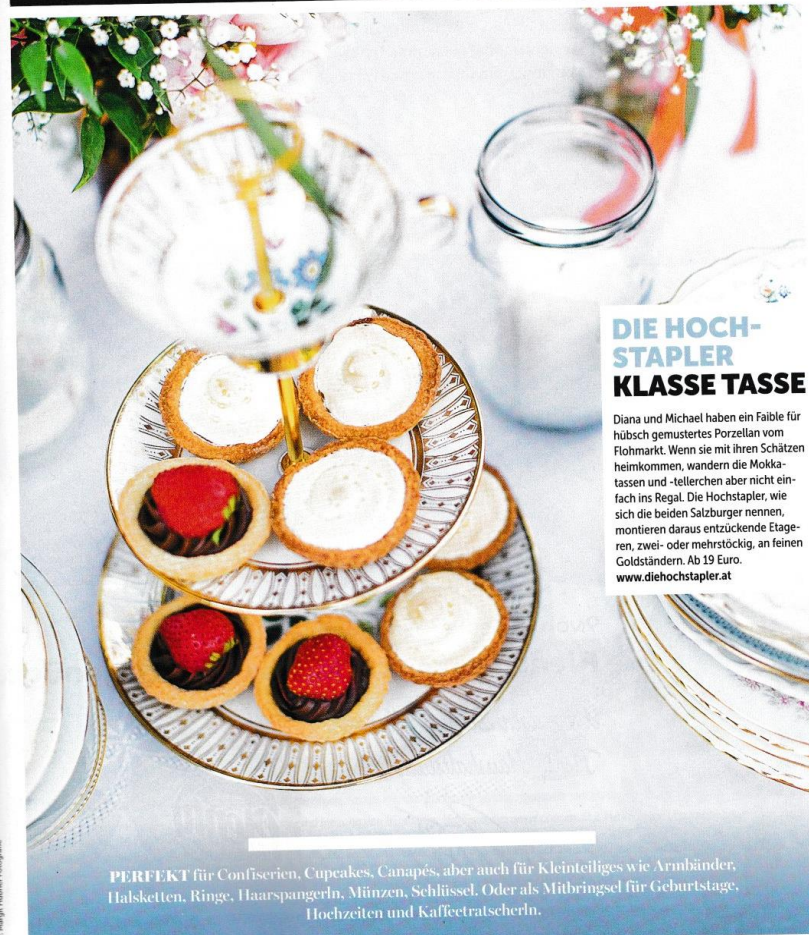 DIE HOCH-
STAPLER
KLASSE TASSE
Diana und Michael haben ein Faible für
hübsch gemustertes Porzellan vom
Flohmarkt. Wenn sie mit ihren Schätzen
heimkommen, wandern die Mokka-
tassen und -tellerchen aber nicht ein-
fach ins Regal. Die Hochstapler, wie
sich die beiden Salzburger nennen,
montieren daraus entzückende Etage-
ren, zwei- oder mehrstöckig, an feinen
Goldständern. Ab 19 Euro.
www.diehochstapler.at
PERFEKT für Confiserien, Cupcakes, Canapés, aber auch für Kleinteiliges wie Armbänder,
Halsketten, Ringe, Haarspangerln, Münzen, Schlüssel. Oder als Mitbringsel für Geburtstage,
Hochzeiten und Kaffeetratscherln.